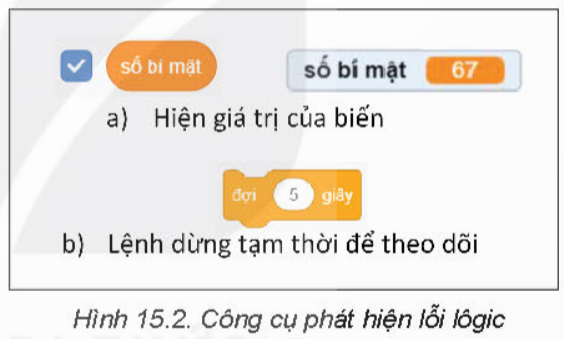 số bí mật số bí mật 67
a) Hiện giá trị của biến
đợi 5 giây
b) Lệnh dừng tạm thời để theo dõi
Hình 15.2. Công cụ phát hiện lỗi lôgic